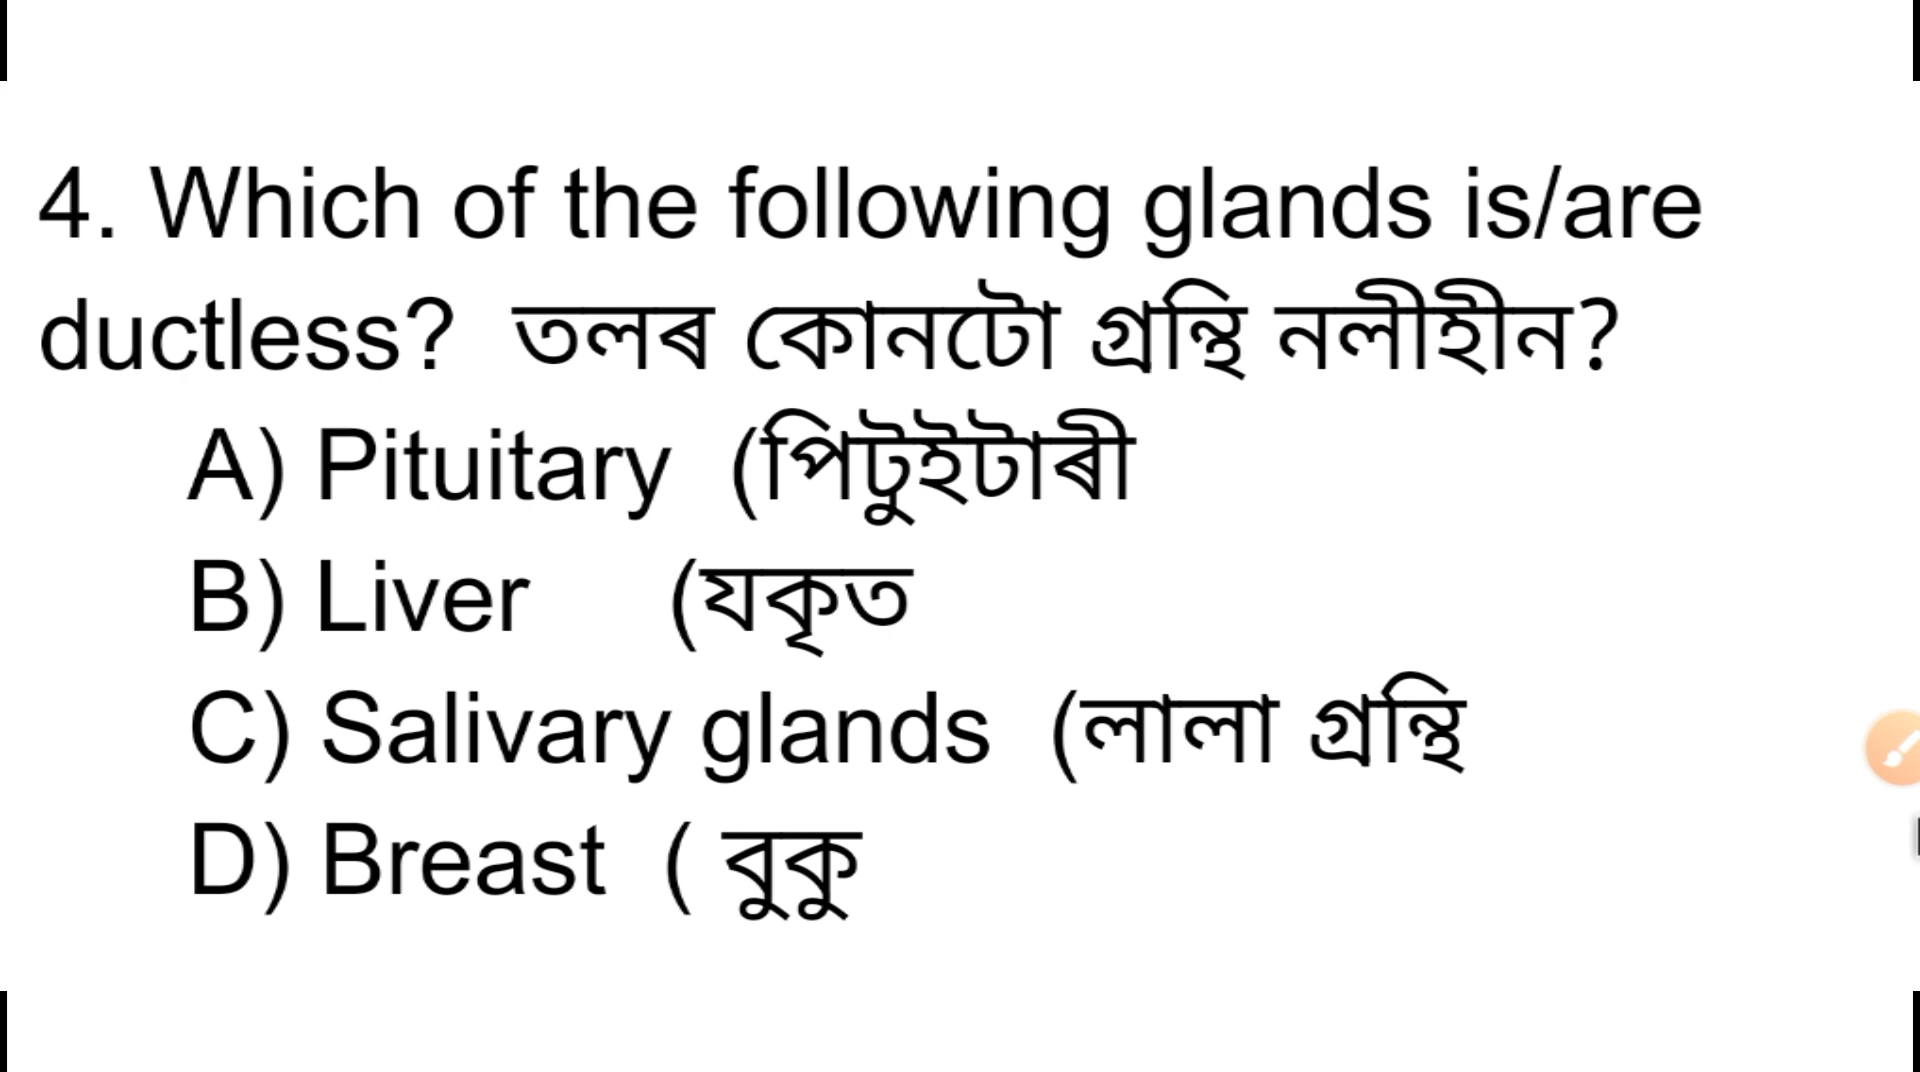 4. Which of the following glands is/are
ductless? তলৰ কোনটো গ্ৰন্থি নলীহীন?
A) Pituitary (পিটুইটাৰী
B) Liver (যকৃত
C) Salivary glands (লালা গ্ৰন্থি
D) Breast ( বুকু